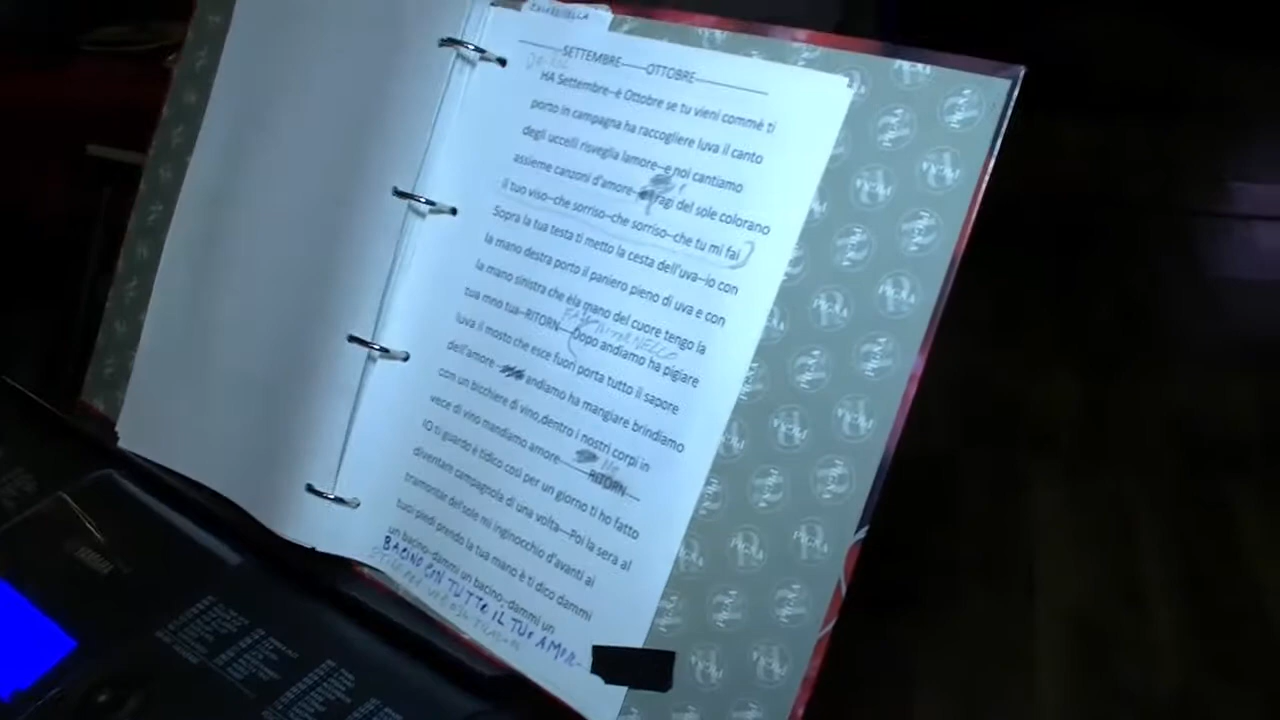 SETTEMBRE-----OTTOBRE
HA Settembre--è Ottobre se tu vieni commè ti
porto in campagna ha raccogliere luva il canto
degli uccelli risveglia lamore--e noi cantiamo
assieme canzoni d'amore- ragi del sole colorano
il tuo viso--che sorriso--che sorriso--che tu mi fai
Sopra la tua testa ti metto la cesta dell'uva--io con
la mano destra porto il paniero pieno di uva e con
la mano sinistra che èla mano del cuore tengo la
tua mno tua--RITORN---Dopo andiamo ha pigiare
RITORNELLO
luva il mosto che esce fuori porta tutto il sapore
dell'amore- andiamo ha mangiare brindiamo
con un bicchiere di vino,dentro i nostri corpi in
vece di vino mandiamo amore-----RITORN---
IO ti guardo è tidico così per un giorno ti ho fatto
diventare campagnola di una volta---Poi la sera al
tramontar del sole mi inginocchio d'avanti ai
tuoi piedi prendo la tua mano è ti dico dammi
un bacino-dammi un bacino--dammi un
BACINO CON TUTTO IL TUO AMOR-
YAMAHA